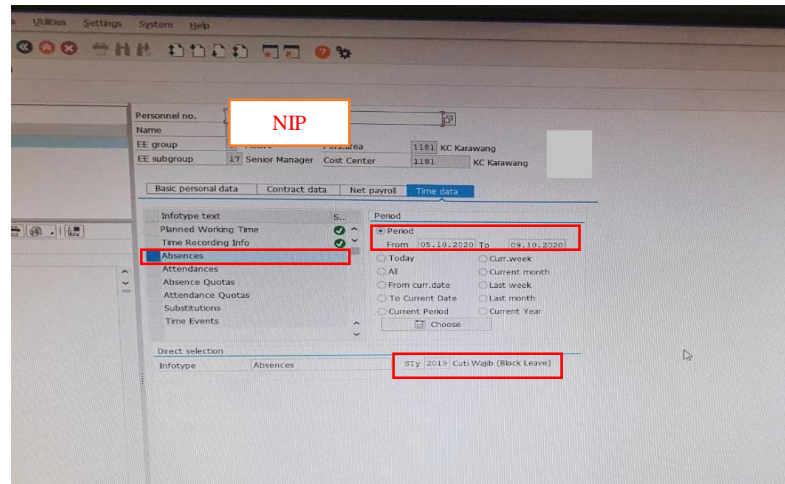 Utilities Settings System Help
Personnel no. NIP
Name
EE group 1181 KC Karawang
EE subgroup 17 Senior Manager Cost Center 1181 KC Karawang
Basic personal data Contract data Net payroll Time data
Infotype text S.. Period
Planned Working Time Period
Time Recording Info From 05.10.2020 To 09.10.2020
Absences Today Curr.week
Attendances All Current month
Absence Quotas From curr.date Last week
Attendance Quotas To Current Date Last month
Substitutions Current Period Current Year
Time Events Choose
Direct selection
Infotype Absences STy Cuti Wajib (Block Leave)